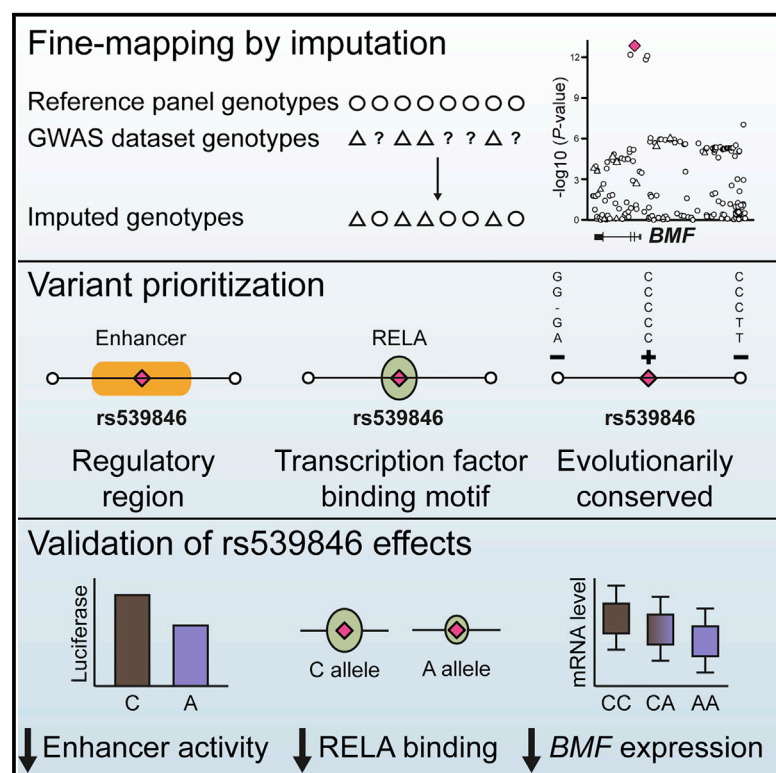 Fine-mapping by imputation
Reference panel genotypes
GWAS dataset genotypes ? ? ? ?
Imputed genotypes
-log10 (P-value)
12
9
6
3
0
BMF
Variant prioritization
Enhancer
rs539846
Regulatory
region
RELA
rs539846
Transcription factor
binding motif
G C C
G C C
- C C
G C T
A C T
− + −
rs539846
Evolutionarily
conserved
Validation of rs539846 effects
Luciferase
C A
Enhancer activity
C allele A allele
RELA binding
mRNA level
CC CA AA
BMF expression